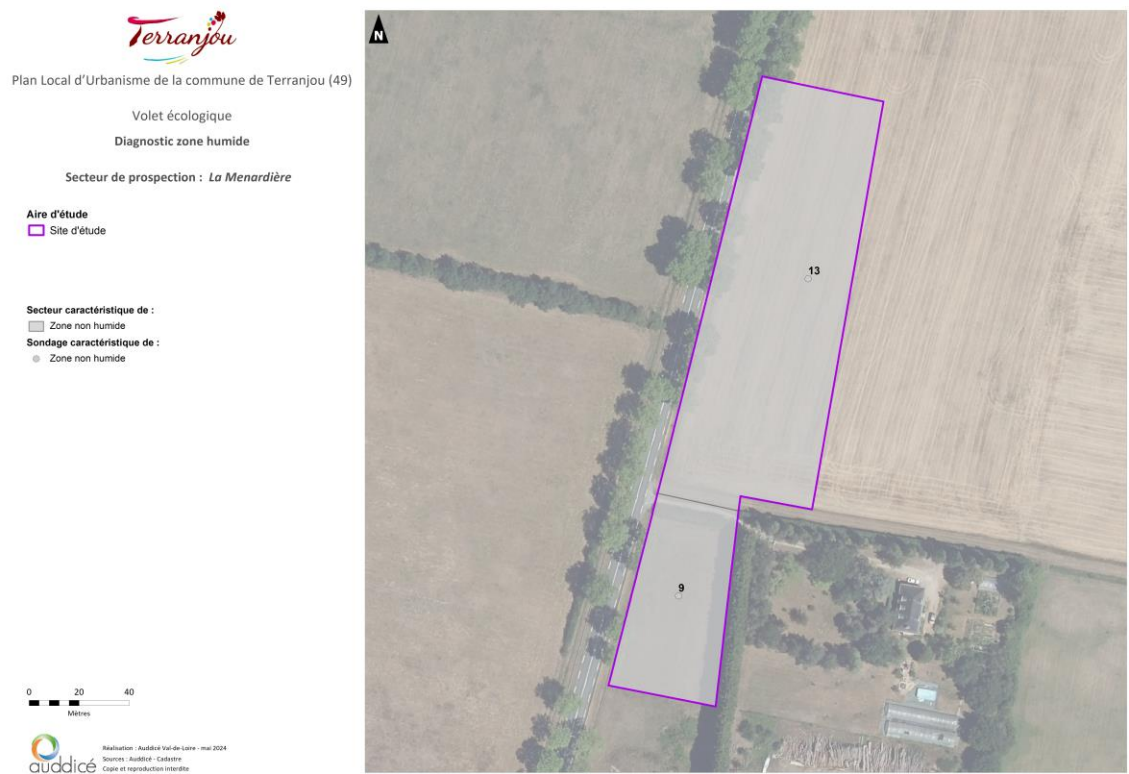 Terranjou
Plan Local d'Urbanisme de la commune de Terranjou (49)
Volet écologique
Diagnostic zone humide
Secteur de prospection : La Menardière
Aire d'étude
Site d'étude
Secteur caractéristique de :
Zone non humide
Sondage caractéristique de :
Zone non humide
0 20 40
Mètres
auddicé
Réalisation : Auddicé Val-de-Loire - mai 2024
Sources : Auddicé - Cadastre
Copie et reproduction interdite
N
13
9